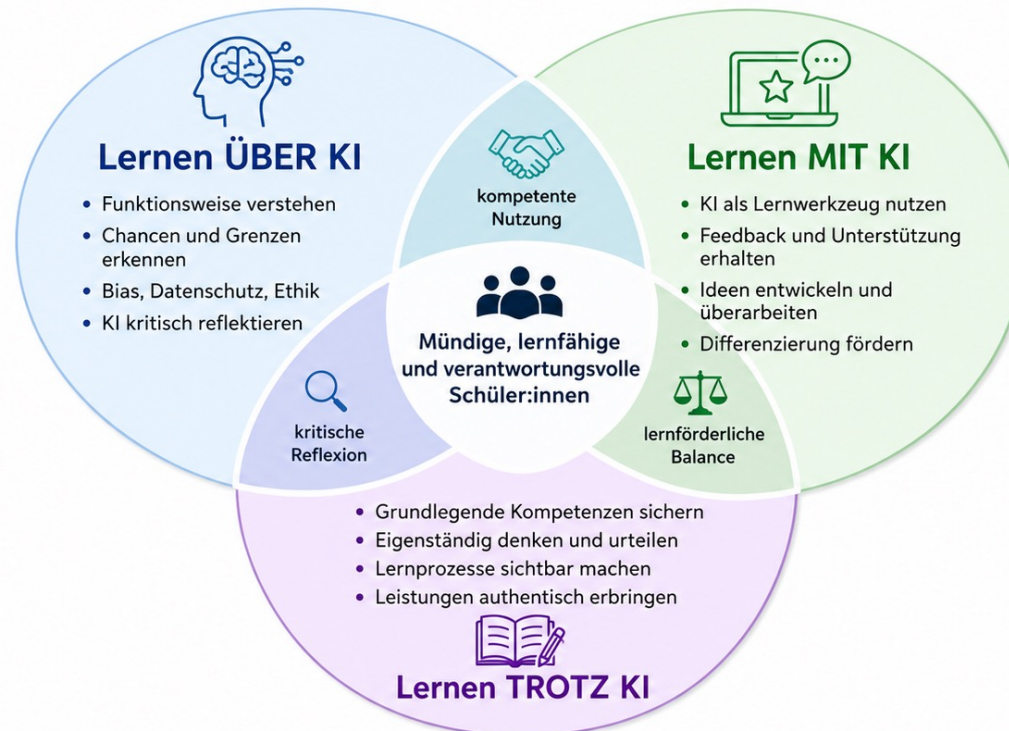 Lernen ÜBER KI
• Funktionsweise verstehen
• Chancen und Grenzen
erkennen
• Bias, Datenschutz, Ethik
• KI kritisch reflektieren
kompetente
Nutzung
Lernen MIT KI
• KI als Lernwerkzeug nutzen
• Feedback und Unterstützung
erhalten
• Ideen entwickeln und
überarbeiten
• Differenzierung fördern
Mündige, lernfähige
und verantwortungsvolle
Schüler:innen
kritische
Reflexion
lernförderliche
Balance
• Grundlegende Kompetenzen sichern
• Eigenständig denken und urteilen
• Lernprozesse sichtbar machen
• Leistungen authentisch erbringen
Lernen TROTZ KI